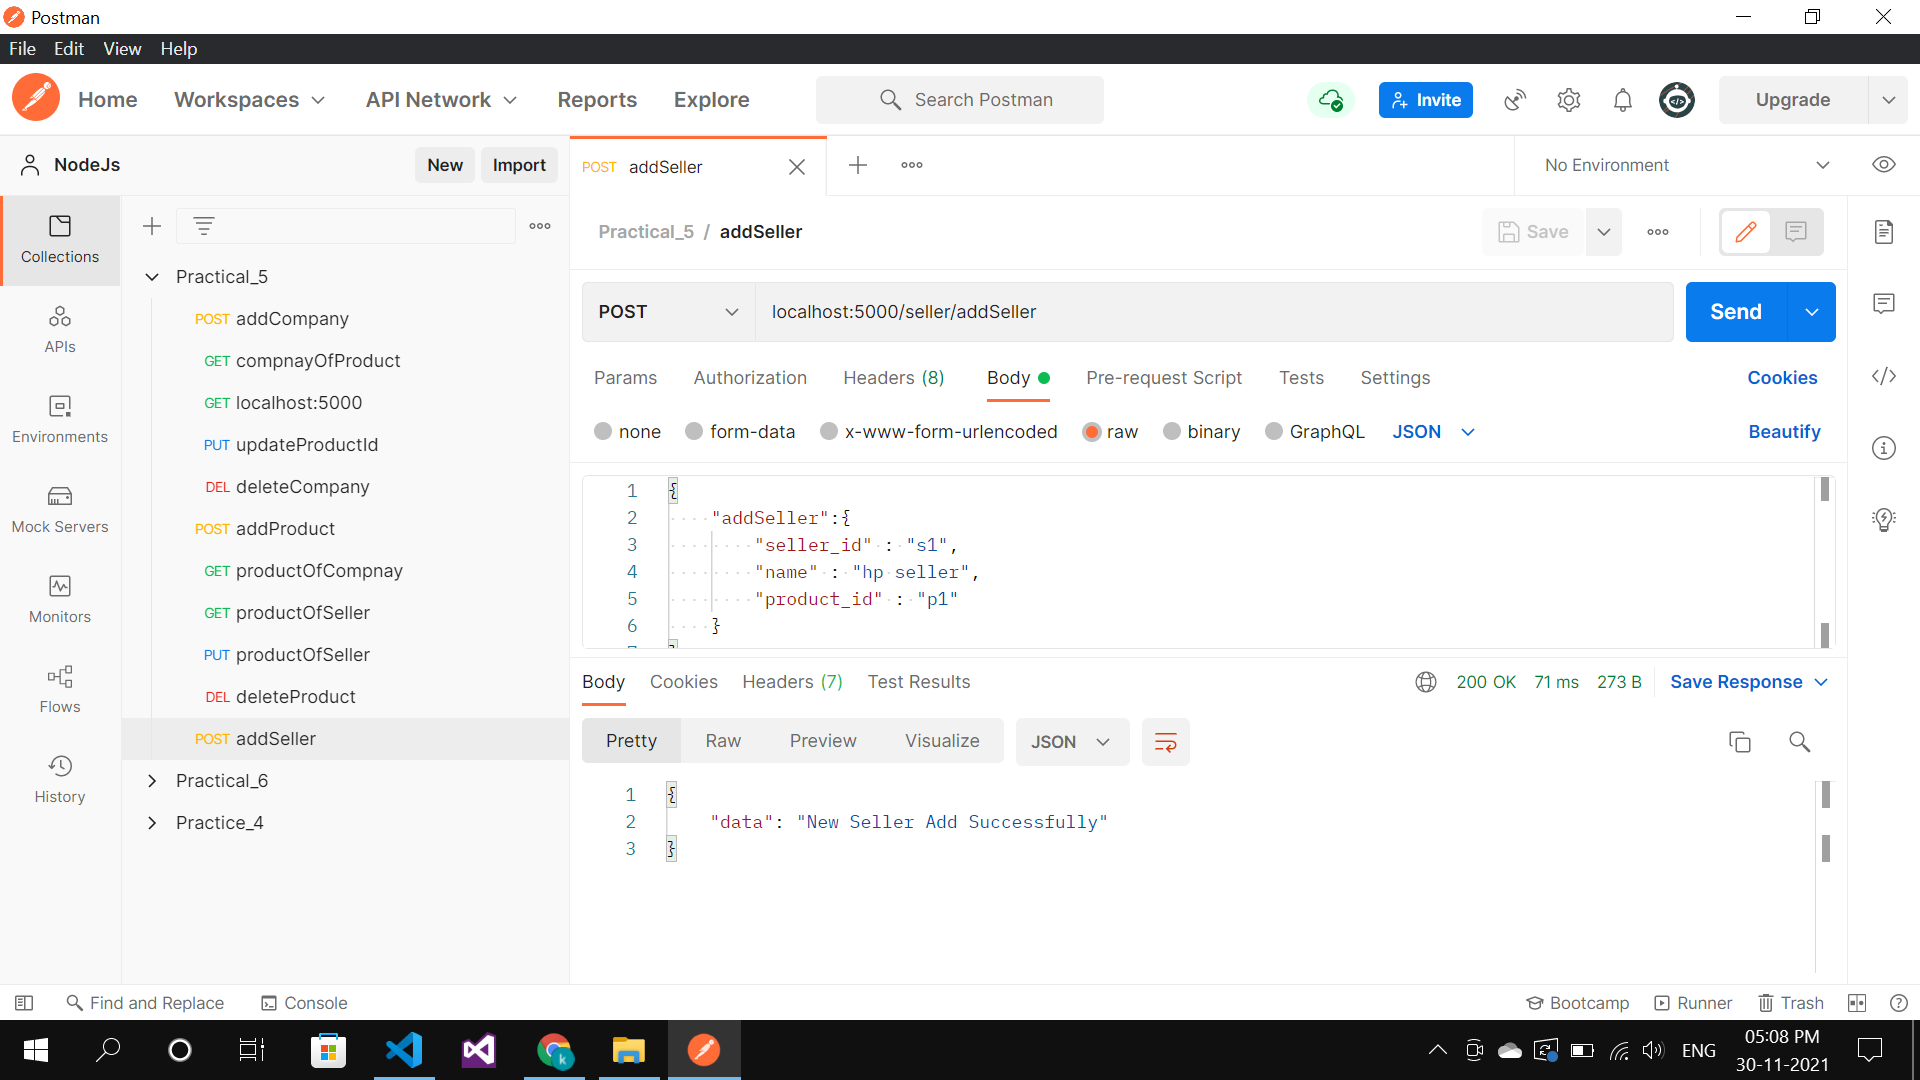 Postman
File Edit View Help
Home Workspaces API Network Reports Explore Search Postman Invite Upgrade
NodeJs New Import POST addSeller No Environment
Collections
APIs
Environments
Mock Servers
Monitors
Flows
History
Practical_5
POST addCompany
GET compnayOfProduct
GET localhost:5000
PUT updateProductId
DEL deleteCompany
POST addProduct
GET productOfCompnay
GET productOfSeller
PUT productOfSeller
DEL deleteProduct
POST addSeller
Practical_6
Practice_4
Practical_5 / addSeller Save
POST localhost:5000/seller/addSeller Send
Params Authorization Headers (8) Body Pre-request Script Tests Settings Cookies
none form-data x-www-form-urlencoded raw binary GraphQL JSON Beautify
1 {
2 "addSeller":{
3 "seller_id" : "s1",
4 "name" : "hp seller",
5 "product_id" : "p1"
6 }
Body Cookies Headers (7) Test Results 200 OK 71 ms 273 B Save Response
Pretty Raw Preview Visualize JSON
1 {
2 "data": "New Seller Add Successfully"
3 }
Find and Replace Console Bootcamp Runner Trash
k
ENG
05:08 PM
30-11-2021